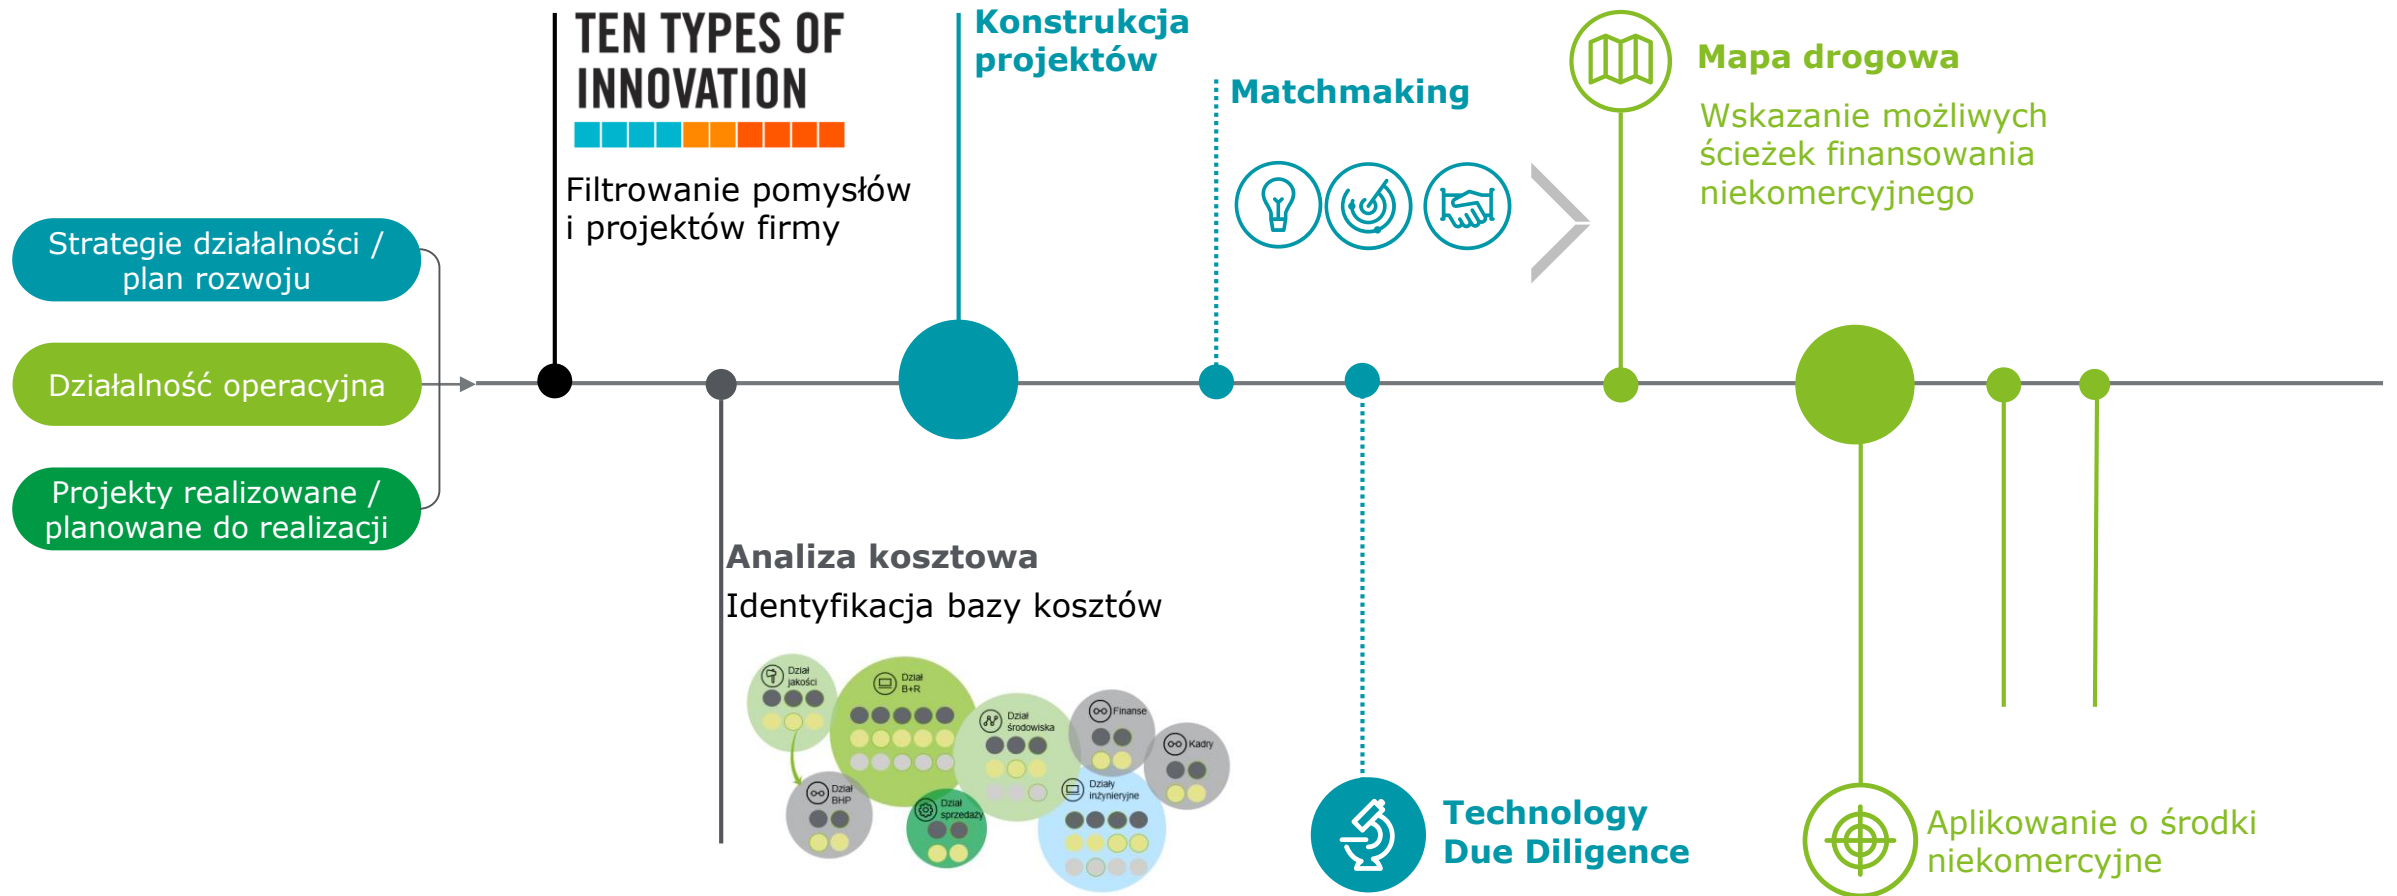 Strategie działalności /
plan rozwoju
Działalność operacyjna
Projekty realizowane /
planowane do realizacji
TEN TYPES OF
INNOVATION
Filtrowanie pomysłów
i projektów firmy
Analiza kosztowa
Identyfikacja bazy kosztów
Dział
jakości
Dział
B+R
Dział
środowiska
Finanse
Kadry
Dział
BHP
Dział
sprzedaży
Działy
inżynieryjne
Konstrukcja
projektów
Matchmaking
Technology
Due Diligence
Mapa drogowa
Wskazanie możliwych
ścieżek finansowania
niekomercyjnego
Aplikowanie o środki
niekomercyjne